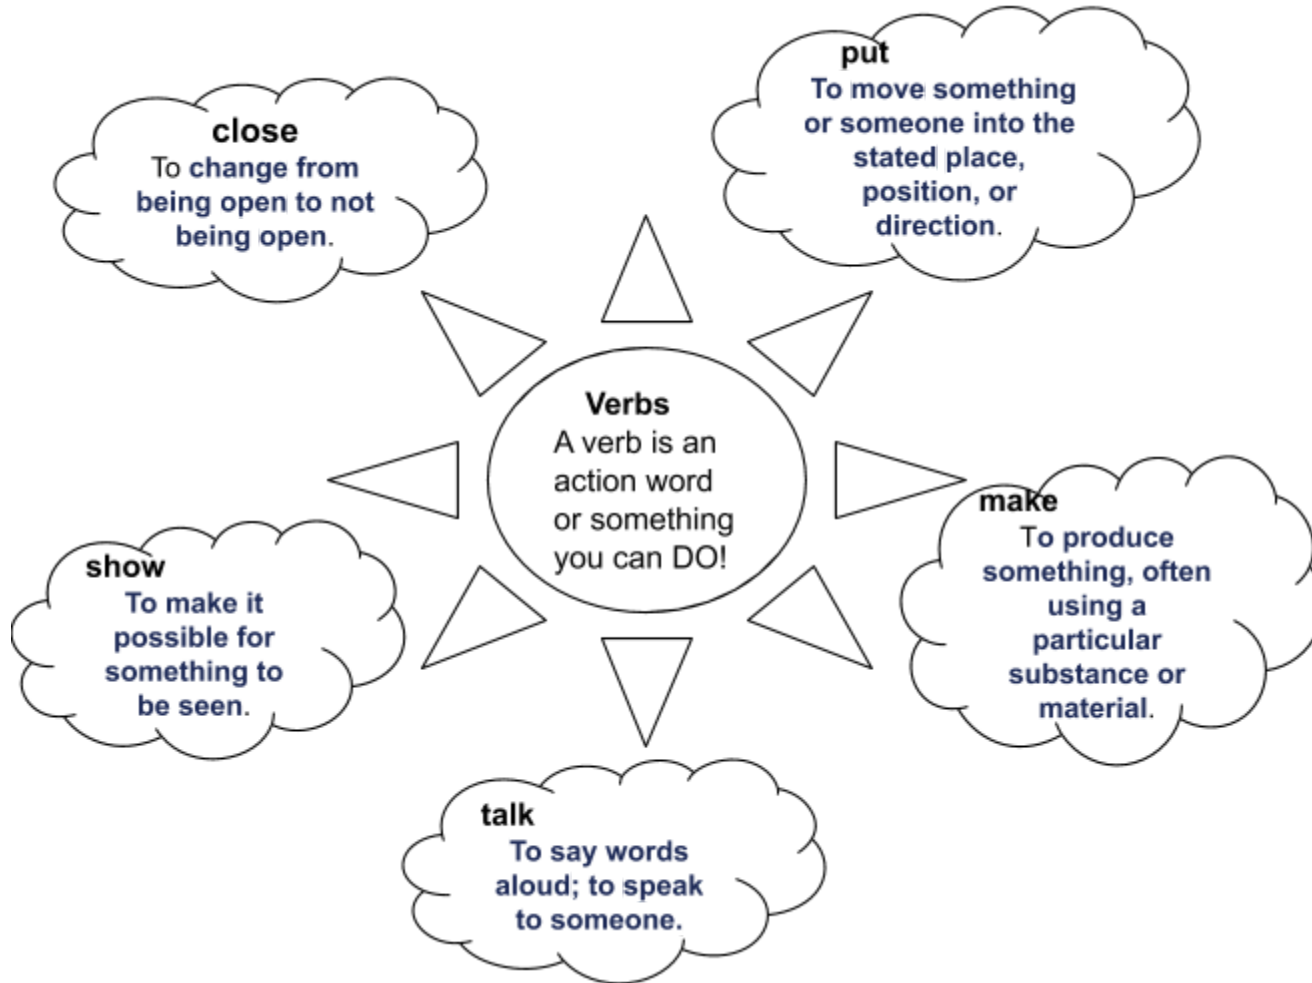 close
To change from
being open to not
being open.
put
To move something
or someone into the
stated place,
position, or
direction.
Verbs
A verb is an
action word
or something
you can DO!
show
To make it
possible for
something to
be seen.
make
To produce
something, often
using a
particular
substance or
material.
talk
To say words
aloud; to speak
to someone.